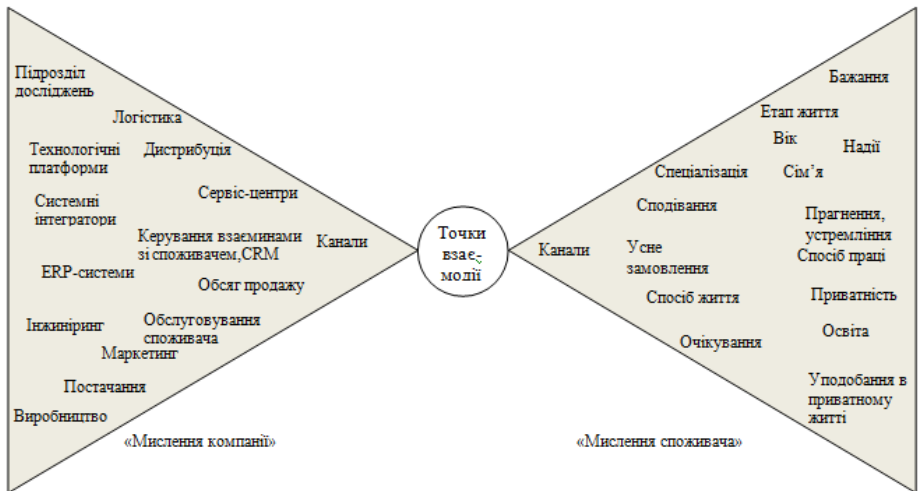 Підрозділ
досліджень
Логістика
Технологічні
платформи
Дистрибуція
Сервіс-центри
Системні
інтегратори
Керування взаєминами
зі споживачем,CRM
Канали
ERP-системи
Обсяг продажу
Інжиніринг
Обслуговування
споживача
Маркетинг
Постачання
Виробництво
«Мислення компанії»
Точки
взає-
модії
Бажання
Етап життя
Вік
Надії
Спеціалізація
Сім’я
Сподівання
Прагнення,
устремління
Канали
Усне
замовлення
Спосіб праці
Спосіб життя
Приватність
Очікування
Освіта
Уподобання в
приватному
житті
«Мислення споживача»